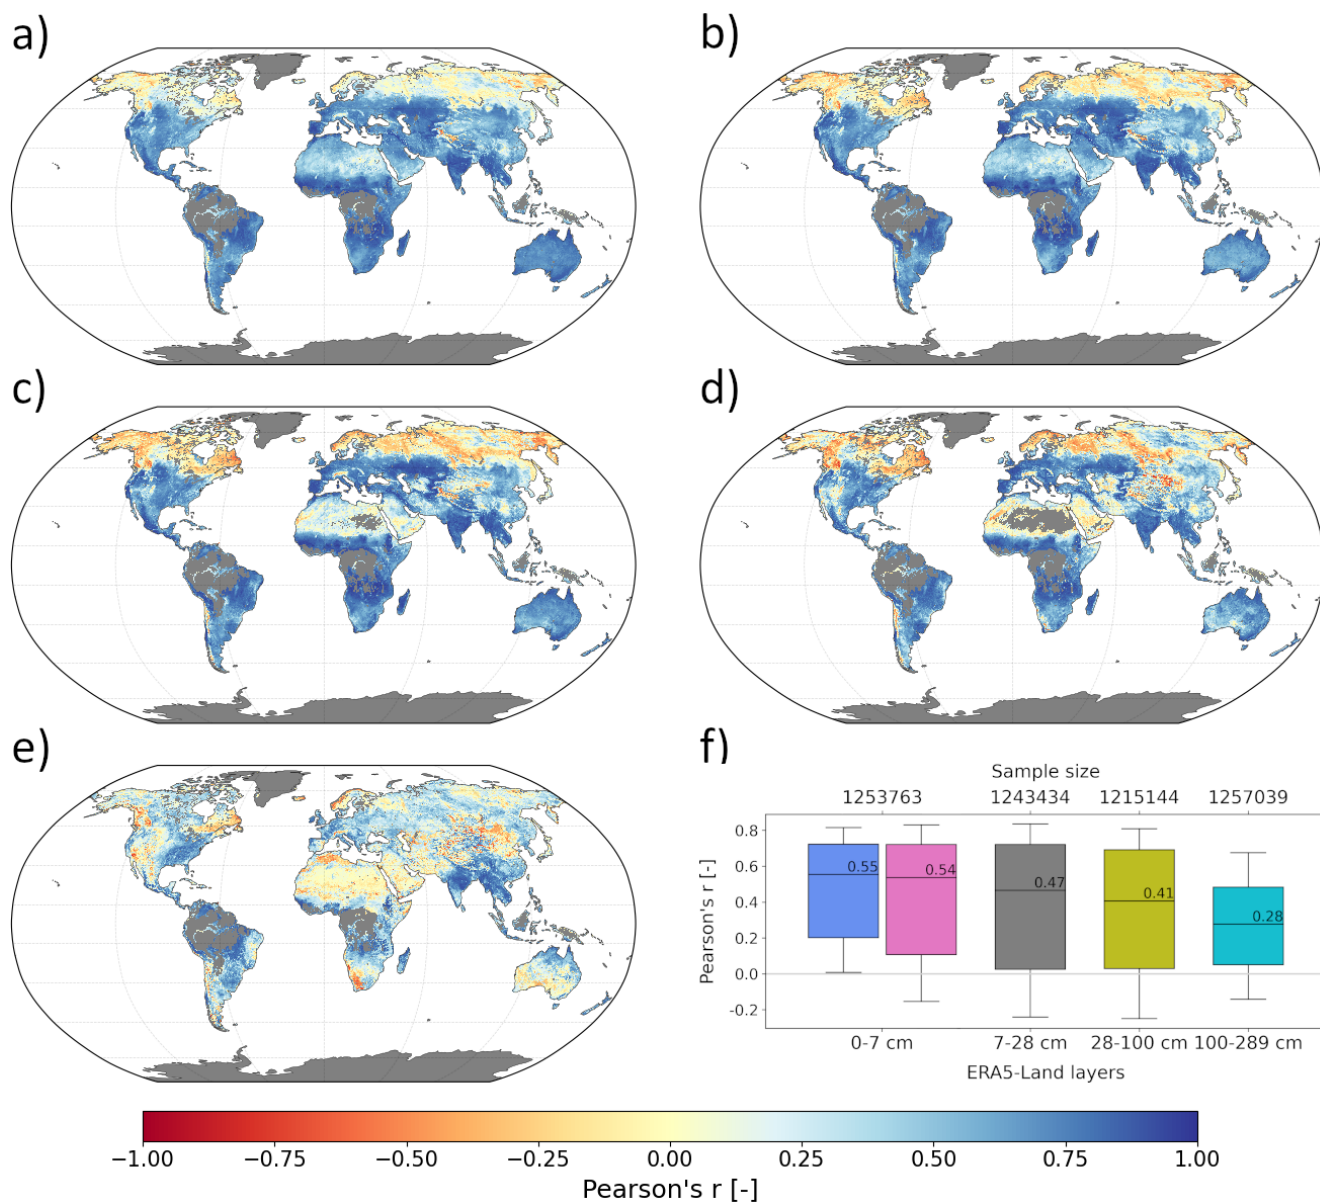 a)
b)
c)
d)
e)
f)
Sample size
1253763 1243434 1215144 1257039
0.8
0.6
0.4
0.2
0.0
-0.2
Pearson's r [-]
0.55
0.54
0.47
0.41
0.28
0-7 cm 7-28 cm 28-100 cm 100-289 cm
ERA5-Land layers
−1.00 −0.75 −0.50 −0.25 0.00 0.25 0.50 0.75 1.00
Pearson's r [-]